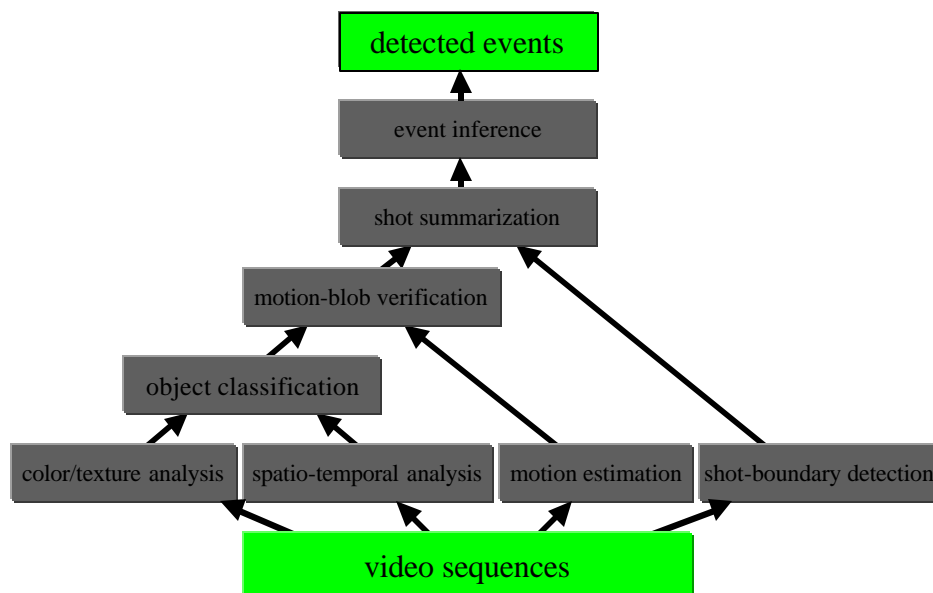 detected events
event inference
shot summarization
motion-blob verification
object classification
color/texture analysis
spatio-temporal analysis
motion estimation
shot-boundary detection
video sequences